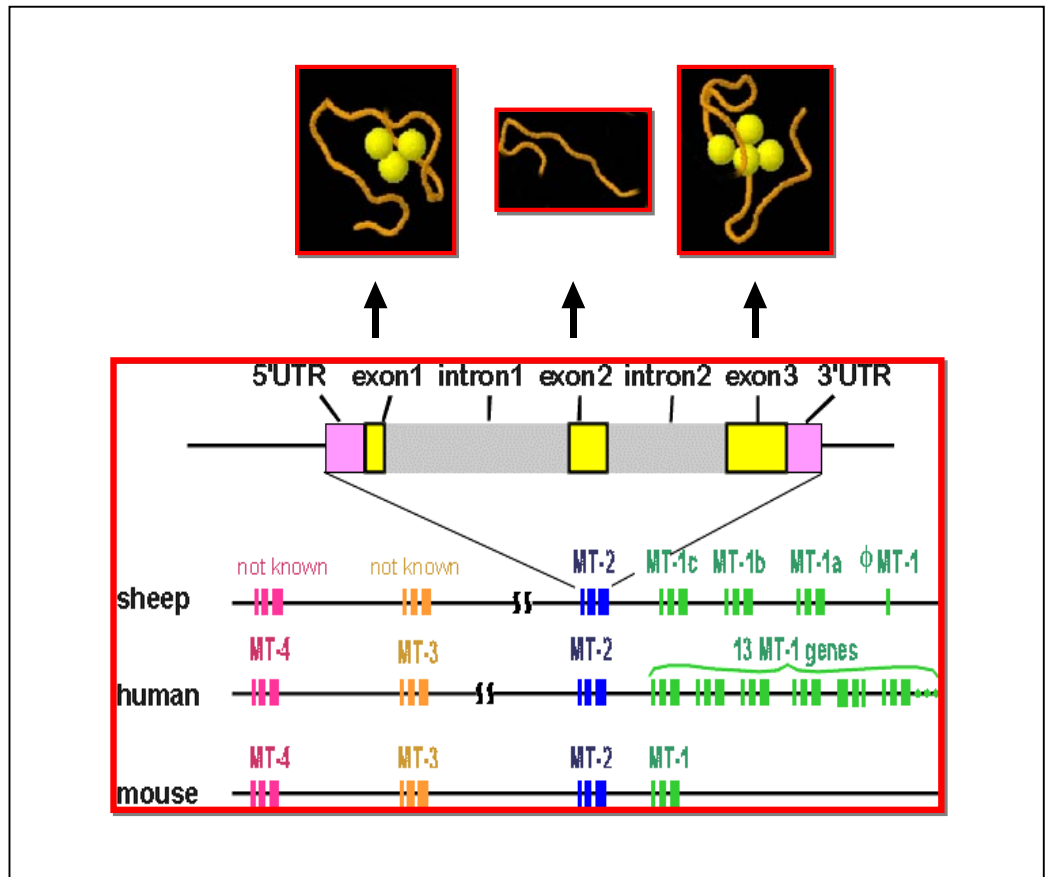 5'UTR exon1 intron1 exon2 intron2 exon3 3'UTR
not known not known MT-2 MT-1c MT-1b MT-1a ϕ MT-1
sheep
MT-4 MT-3 MT-2 13 MT-1 genes
human
MT-4 MT-3 MT-2 MT-1
mouse